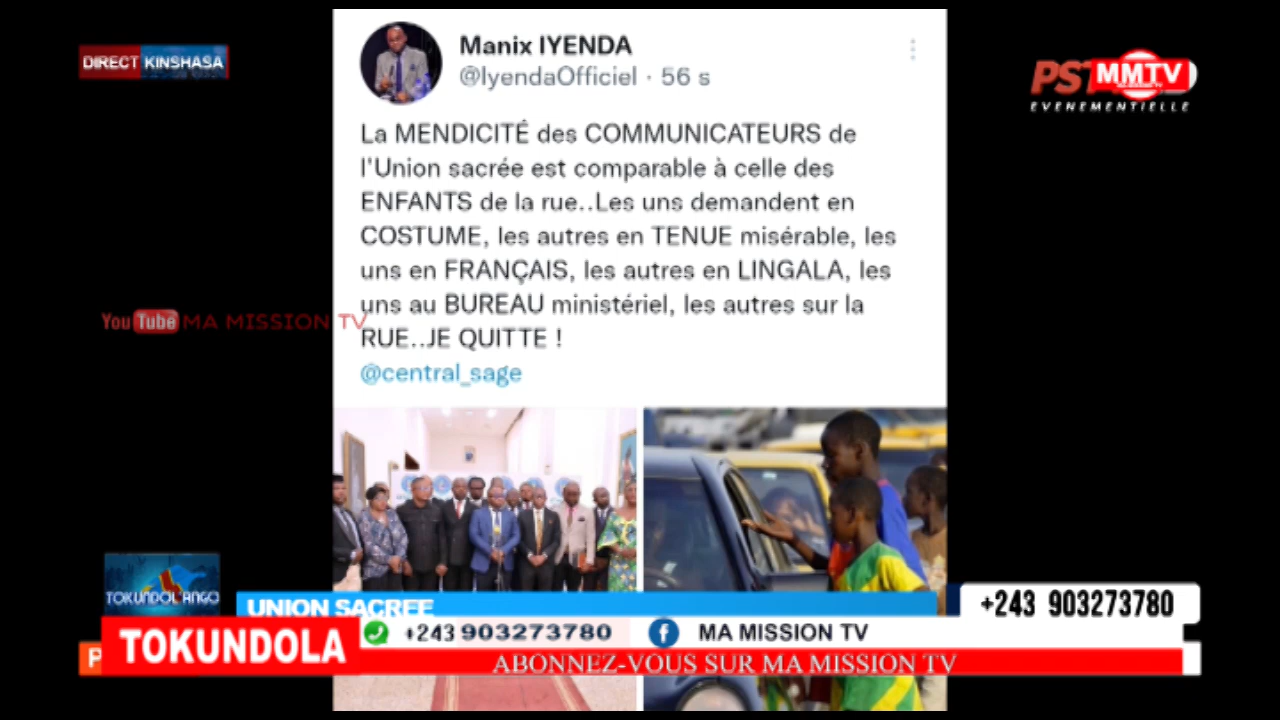 DIRECT KINSHASA
Manix IYENDA
@IyendaOfficiel · 56 s
MMTV
EVENEMENTIELLE
La MENDICITÉ des COMMUNICATEURS de
l'Union sacrée est comparable à celle des
ENFANTS de la rue..Les uns demandent en
COSTUME, les autres en TENUE misérable, les
uns en FRANÇAIS, les autres en LINGALA, les
uns au BUREAU ministériel, les autres sur la
RUE..JE QUITTE !
@central_sage
YouTube MA MISSION TV
TOKUNDOL'ANGO
UNION SACREE
+243 903273780
TOKUNDOLA
+243 903273780
MA MISSION TV
ABONNEZ-VOUS SUR MA MISSION TV